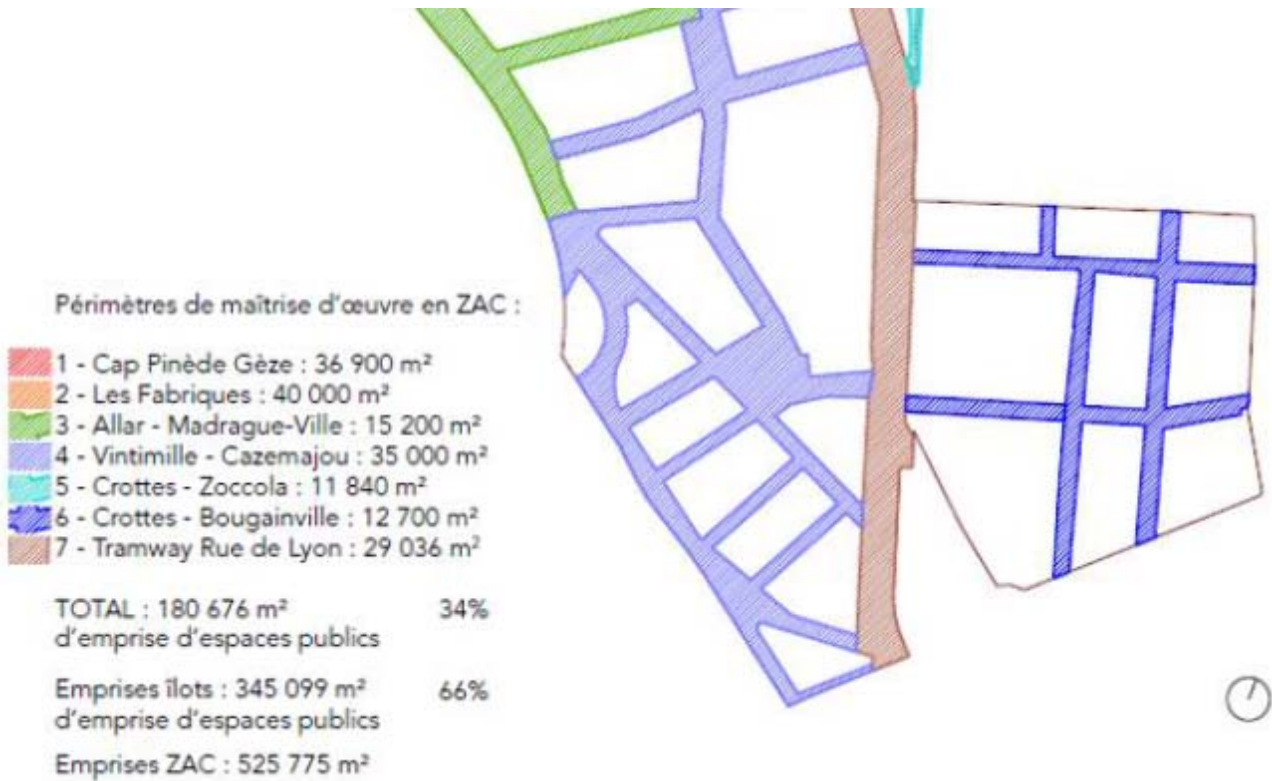 Périmètres de maîtrise d'œuvre en ZAC :
1 - Cap Pinède Gèze : 36 900 m²
2 - Les Fabriques : 40 000 m²
3 - Allar - Madrague-Ville : 15 200 m²
4 - Vintimille - Cazemajou : 35 000 m²
5 - Crottes - Zoccola : 11 840 m²
6 - Crottes - Bougainville : 12 700 m²
7 - Tramway Rue de Lyon : 29 036 m²
TOTAL : 180 676 m² 34%
d'emprise d'espaces publics
Emprises îlots : 345 099 m² 66%
d'emprise d'espaces publics
Emprises ZAC : 525 775 m²